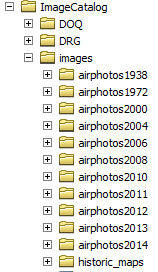 ImageCatalog
DOQ
DRG
images
airphotos1938
airphotos1972
airphotos2000
airphotos2004
airphotos2006
airphotos2008
airphotos2010
airphotos2011
airphotos2012
airphotos2013
airphotos2014
historic_maps